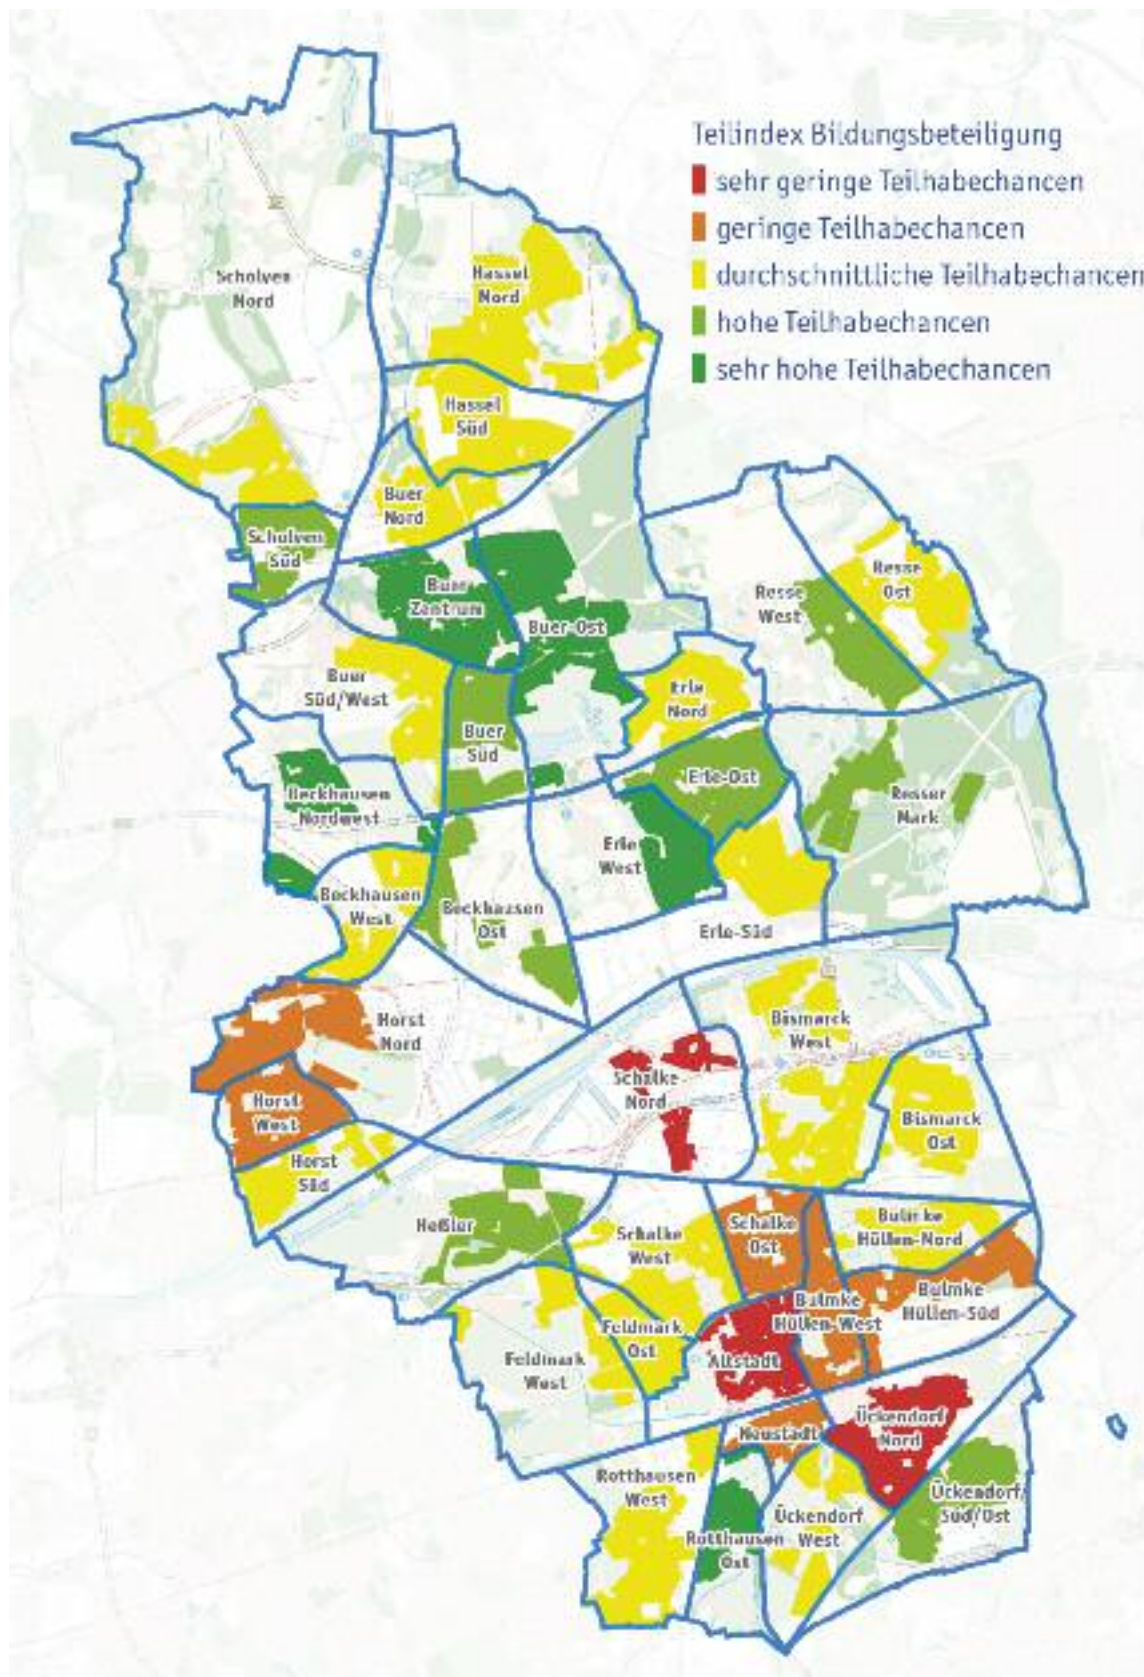 Teilindex Bildungsbeteiligung
sehr geringe Teilhabechancen
geringe Teilhabechancen
durchschnittliche Teilhabechancen
hohe Teilhabechancen
sehr hohe Teilhabechancen
Scholven
Nord
Hassel
Nord
Hassel
Süd
Buer
Nord
Scholven
Süd
Buer
Zentrum
Buer-Ost
Resse
West
Resse
Ost
Buer
Süd/West
Erle
Nord
Buer
Süd
Erle-Ost
Resser
Mark
Beckhausen
Nordwest
Erle
West
Beckhausen
West
Beckhausen
Ost
Erle-Süd
Horst
Nord
Bismarck
West
Schalke
Nord
Horst
West
Bismarck
Ost
Horst
Süd
Heßler
Schalke
West
Schalke
Ost
Bulmke
Hüllen-Nord
Bulmke
Hüllen-West
Bulmke
Hüllen-Süd
Feldmark
Ost
Feldmark
West
Altstadt
Ückendorf
Nord
Neustadt
Rotthausen
West
Ückendorf
Süd/Ost
Ückendorf
West
Rotthausen
Ost